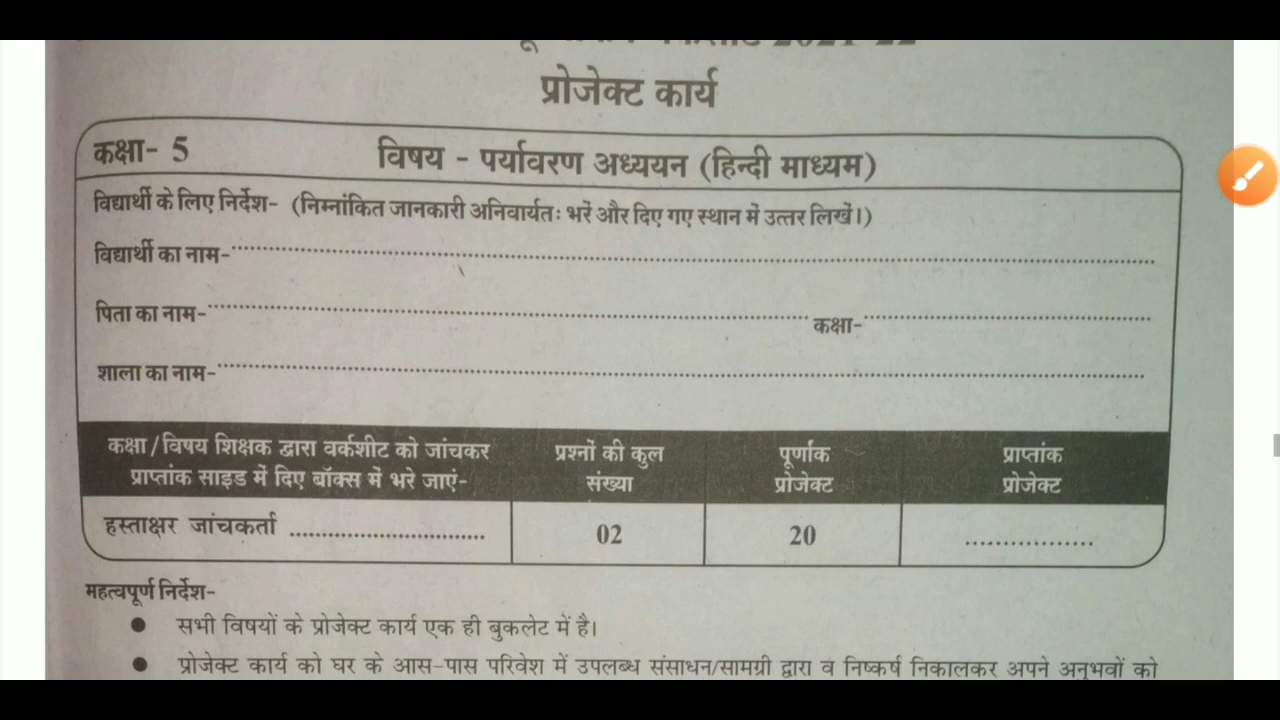 2021-22
प्रोजेक्ट कार्य
कक्षा- 5 विषय - पर्यावरण अध्ययन (हिन्दी माध्यम)
विद्यार्थी के लिए निर्देश- (निम्नांकित जानकारी अनिवार्यतः भरें और दिए गए स्थान में उत्तर लिखें।)
विद्यार्थी का नाम-
पिता का नाम- कक्षा-
शाला का नाम-
कक्षा/विषय शिक्षक द्वारा वर्कशीट को जांचकर प्रश्नों की कुल पूर्णाक प्राप्तांक
प्राप्तांक साइड में दिए बॉक्स में भरे जाएं- संख्या प्रोजेक्ट प्रोजेक्ट
हस्ताक्षर जांचकर्ता .............................. 02 20 ..................
महत्वपूर्ण निर्देश-
● सभी विषयों के प्रोजेक्ट कार्य एक ही बुकलेट में है।
● प्रोजेक्ट कार्य को घर के आस-पास परिवेश में उपलब्ध संसाधन/सामग्री द्वारा व निष्कर्ष निकालकर अपने अनुभवों को